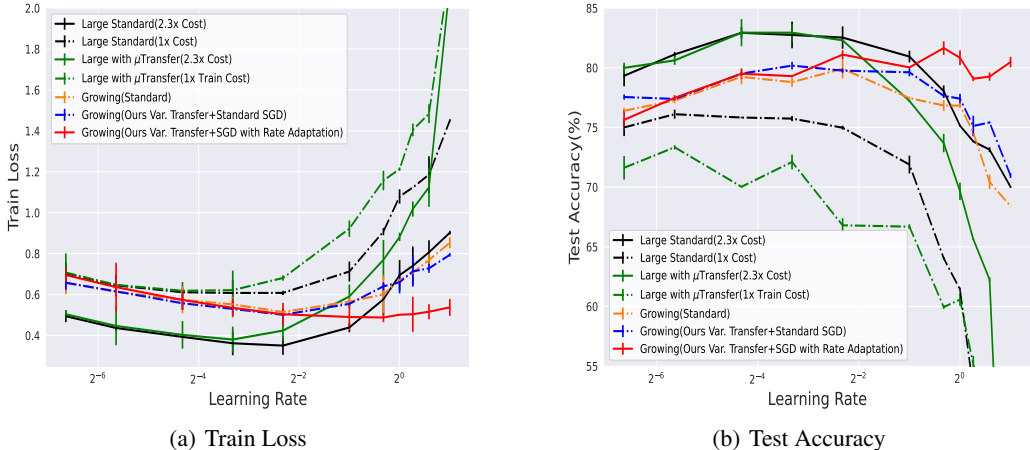 2.0
1.8
1.6
1.4
1.2
1.0
0.8
0.6
0.4
Train Loss
Large Standard(2.3x Cost)
Large Standard(1x Cost)
Large with μTransfer(2.3x Cost)
Large with μTransfer(1x Train Cost)
Growing(Standard)
Growing(Ours Var. Transfer+Standard SGD)
Growing(Ours Var. Transfer+SGD with Rate Adaptation)
2⁻⁶ 2⁻⁴ 2⁻² 2⁰
Learning Rate
(a) Train Loss
85
80
75
70
65
60
55
Test Accuracy(%)
Large Standard(2.3x Cost)
Large Standard(1x Cost)
Large with μTransfer(2.3x Cost)
Large with μTransfer(1x Train Cost)
Growing(Standard)
Growing(Ours Var. Transfer+Standard SGD)
Growing(Ours Var. Transfer+SGD with Rate Adaptation)
2⁻⁶ 2⁻⁴ 2⁻² 2⁰
Learning Rate
(b) Test Accuracy